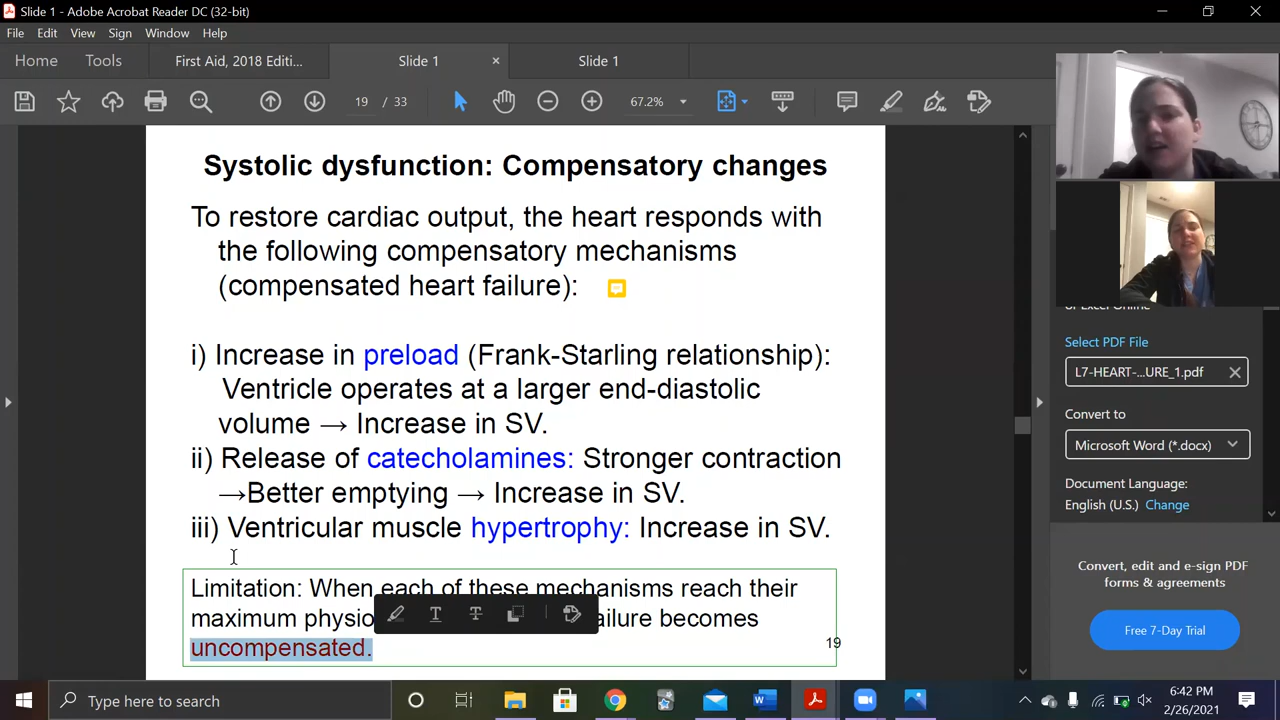 Slide 1 - Adobe Acrobat Reader DC (32-bit)
File Edit View Sign Window Help
Home Tools First Aid, 2018 Editi... Slide 1 × Slide 1
19 / 33 67.2%
Systolic dysfunction: Compensatory changes
To restore cardiac output, the heart responds with
the following compensatory mechanisms
(compensated heart failure):
i) Increase in preload (Frank-Starling relationship):
Ventricle operates at a larger end-diastolic
volume → Increase in SV.
ii) Release of catecholamines: Stronger contraction
→Better emptying → Increase in SV.
iii) Ventricular muscle hypertrophy: Increase in SV.
Limitation: When each of these mechanisms reach their
maximum physio ailure becomes
uncompensated.
19
Select PDF File
L7-HEART-...URE_1.pdf
Convert to
Microsoft Word (*.docx)
Document Language:
English (U.S.) Change
Convert, edit and e-sign PDF
forms & agreements
Free 7-Day Trial
Type here to search
6:42 PM
2/26/2021